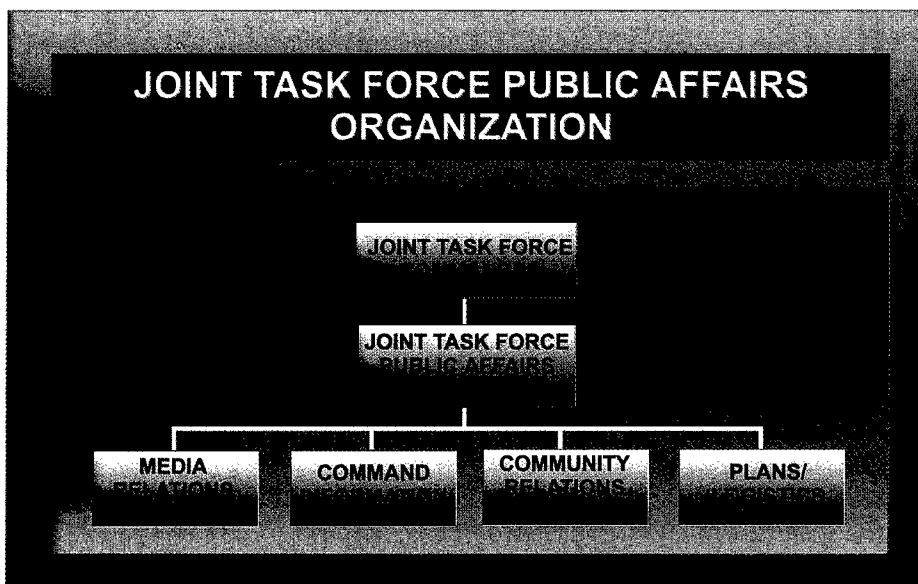 JOINT TASK FORCE PUBLIC AFFAIRS
ORGANIZATION
JOINT TASK FORCE
JOINT TASK FORCE
PUBLIC AFFAIRS
MEDIA
RELATIONS
COMMAND
COMMUNITY
RELATIONS
PLANS/